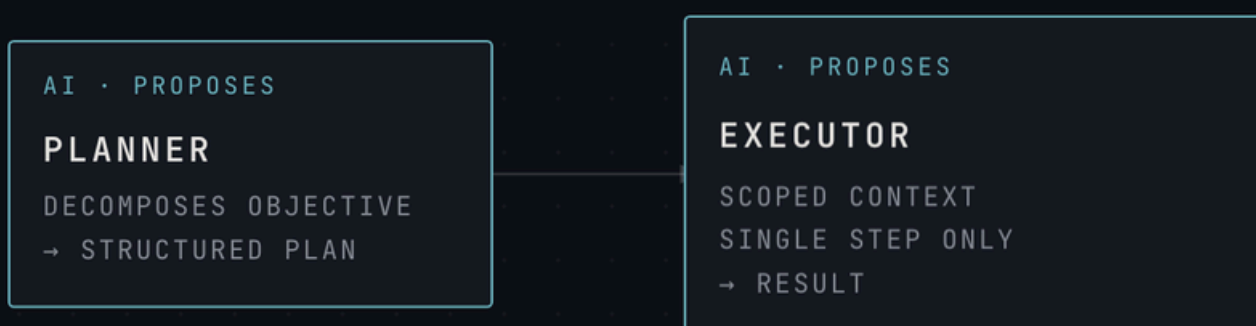 AI · PROPOSES
PLANNER
DECOMPOSES OBJECTIVE
→ STRUCTURED PLAN
AI · PROPOSES
EXECUTOR
SCOPED CONTEXT
SINGLE STEP ONLY
→ RESULT